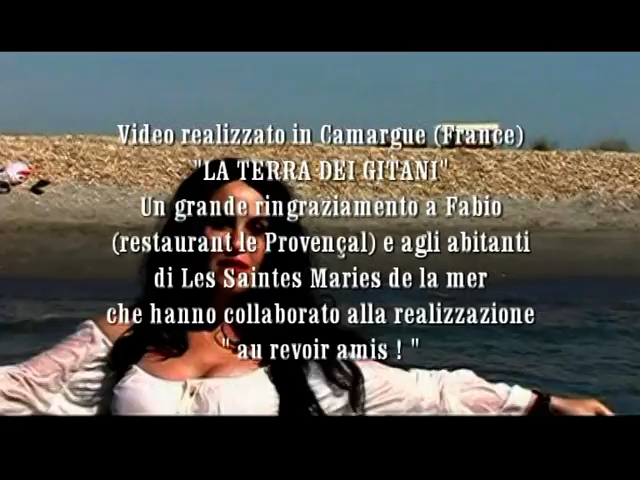 Video realizzato in Camargue (France)
"LA TERRA DEI GITANI"
Un grande ringraziamento a Fabio
(restaurant le Provençal) e agli abitanti
di Les Saintes Maries de la mer
che hanno collaborato alla realizzazione
" au revoir amis ! "